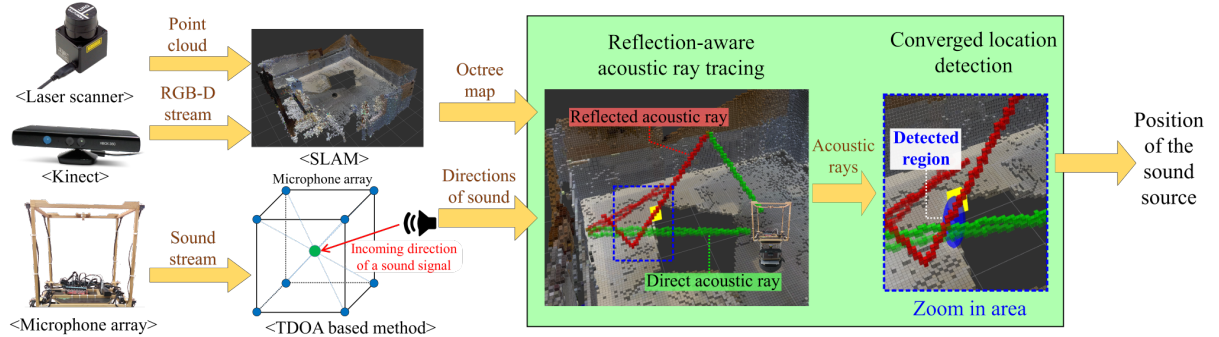 Point
cloud
<Laser scanner>
RGB-D
stream
<Kinect>
<SLAM>
Octree
map
Microphone array
Directions
of sound
Sound
stream
Incoming direction
of a sound signal
<Microphone array>
<TDOA based method>
Reflection-aware
acoustic ray tracing
Reflected acoustic ray
Direct acoustic ray
Acoustic
rays
Converged location
detection
Detected
region
Zoom in area
Position
of the
sound
source